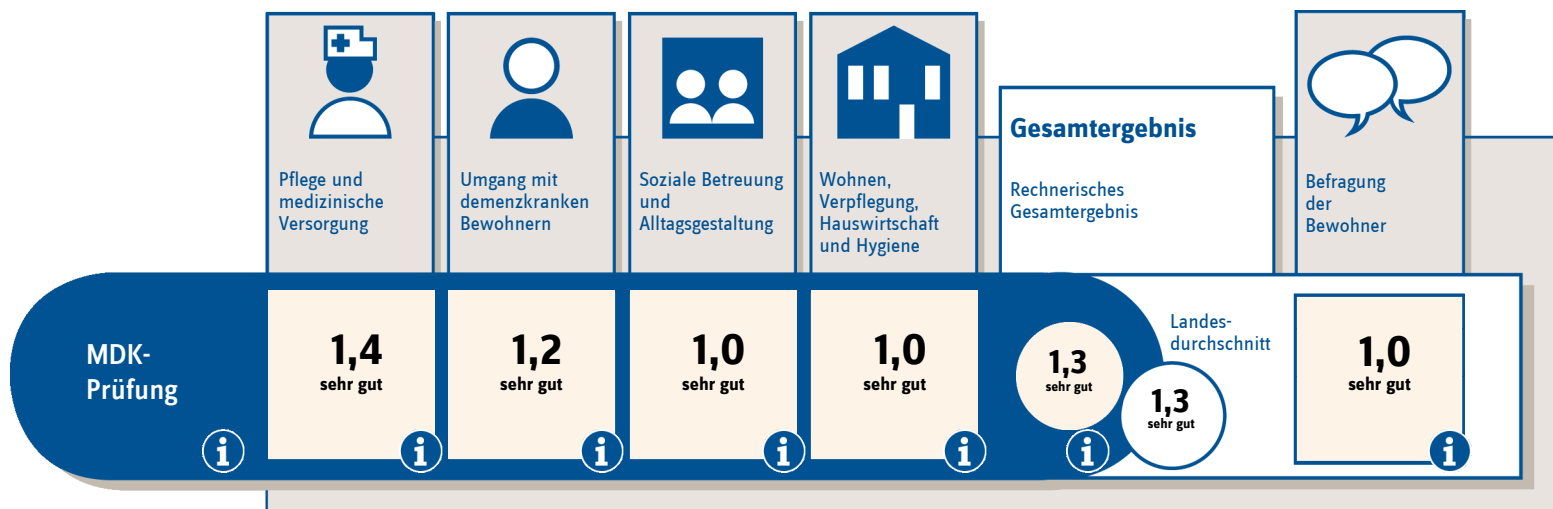 Pflege und
medizinische
Versorgung
Umgang mit
demenzkranken
Bewohnern
Soziale Betreuung
und
Alltagsgestaltung
Wohnen,
Verpflegung,
Hauswirtschaft
und Hygiene
Gesamtergebnis
Rechnerisches
Gesamtergebnis
Befragung
der
Bewohner
MDK-
Prüfung
1,4
sehr gut
1,2
sehr gut
1,0
sehr gut
1,0
sehr gut
1,3
sehr gut
Landes-
durchschnitt
1,3
sehr gut
1,0
sehr gut
i
i
i
i
i
i
i